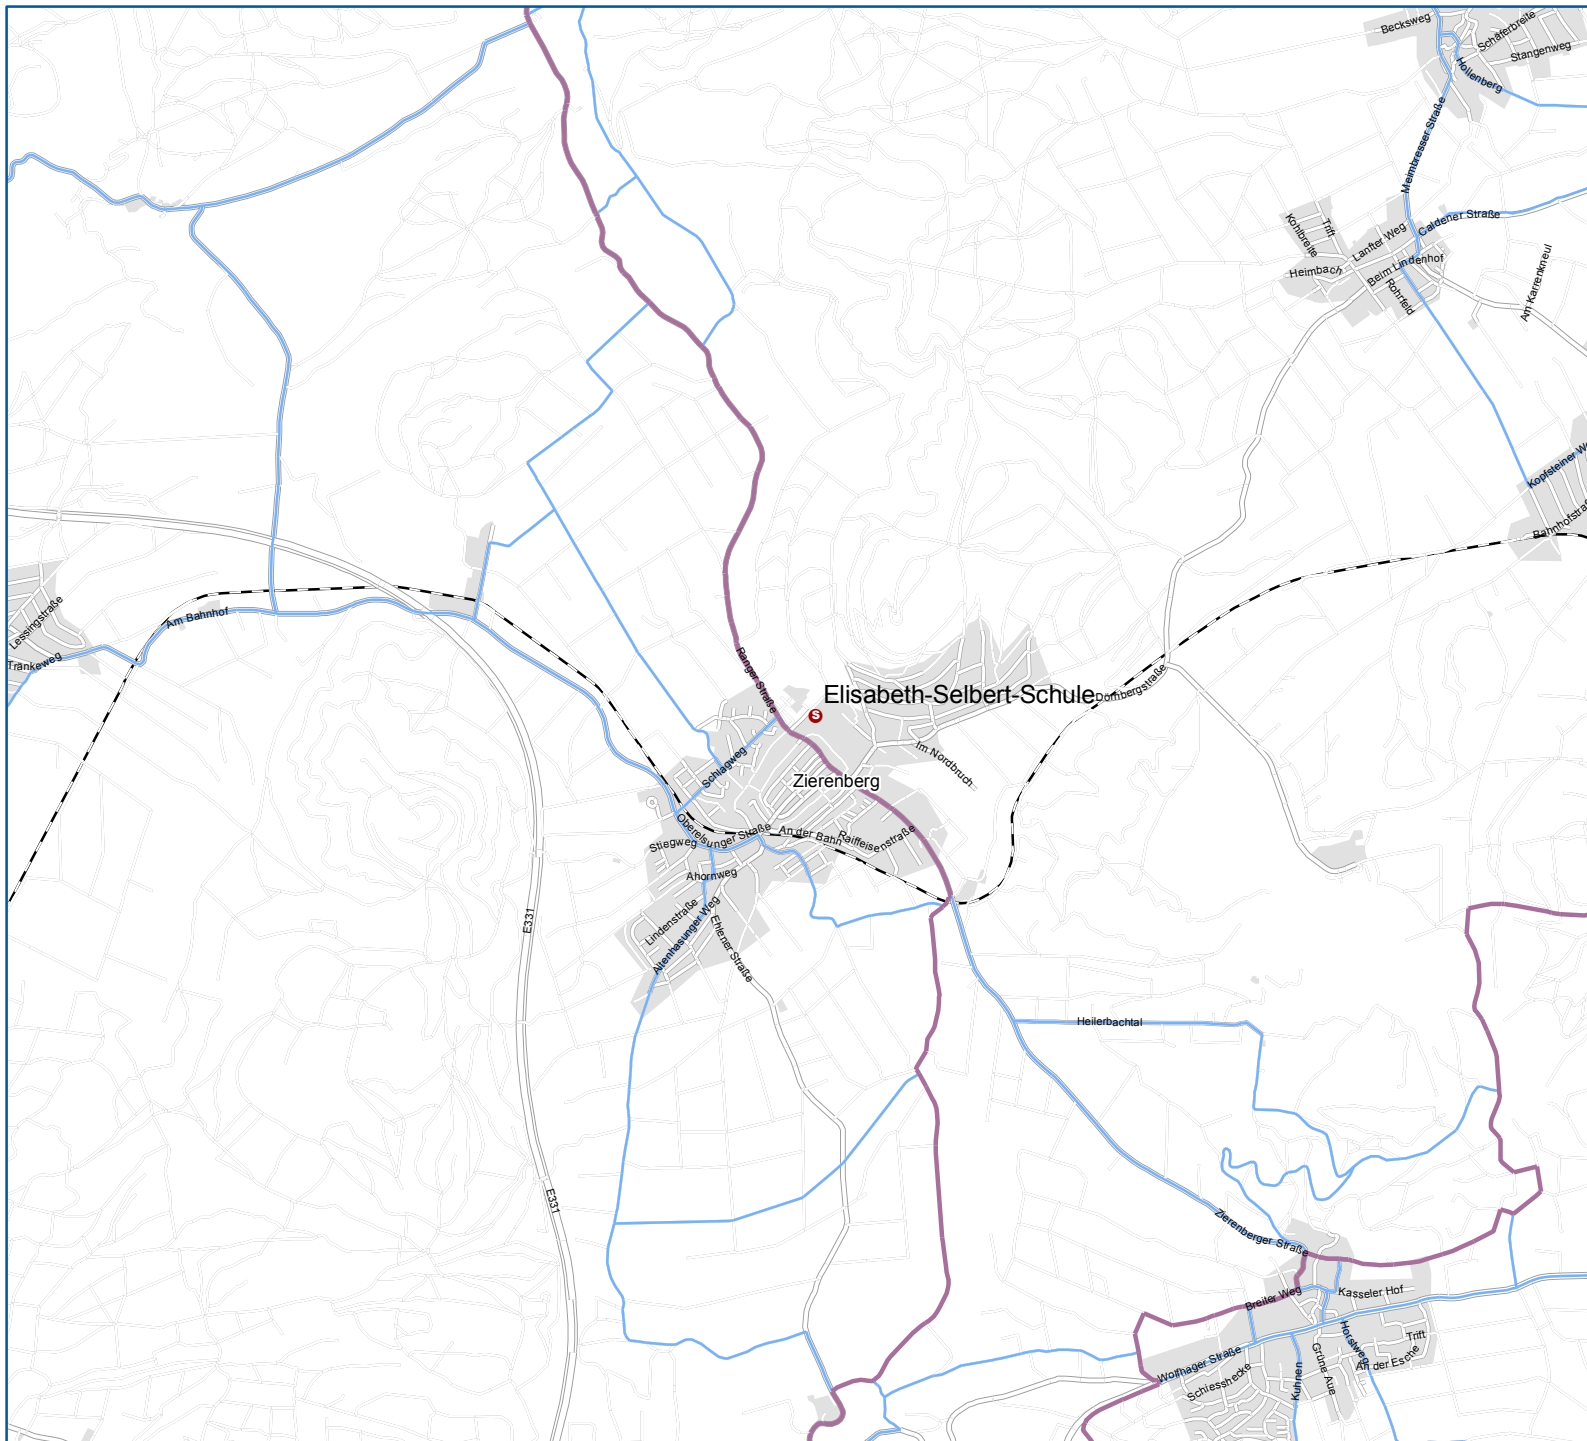 Becksweg
Schäferbreite
Stangenweg
Hollenberg
Meimbresser Straße
Caldener Straße
Trift
Kohlbreite
Lanfter Weg
Heimbach
Beim Lindenhof
Rohrfeld
Am Karrenkneul
Kopfsteiner We
Bahnhofstraß
Lessingstraße
Am Bahnhof
Tränkeweg
Ranger Straße
Elisabeth-Selbert-Schule
S
Dörnbergstraße
Im Nordbruch
Schlagweg
Zierenberg
Oberelsunger Straße
An der Bahn
Raiffeisenstraße
Stiegweg
Ahornweg
Lindenstraße
Altenhasunger Weg
Ehlener Straße
E331
Heilerbachtal
E331
Zierenberger Straße
Breiter Weg
Kasseler Hof
Horstweg
Trift
An der Esche
Grüne Aue
Kuhnen
Wolfhager Straße
Schiesshecke